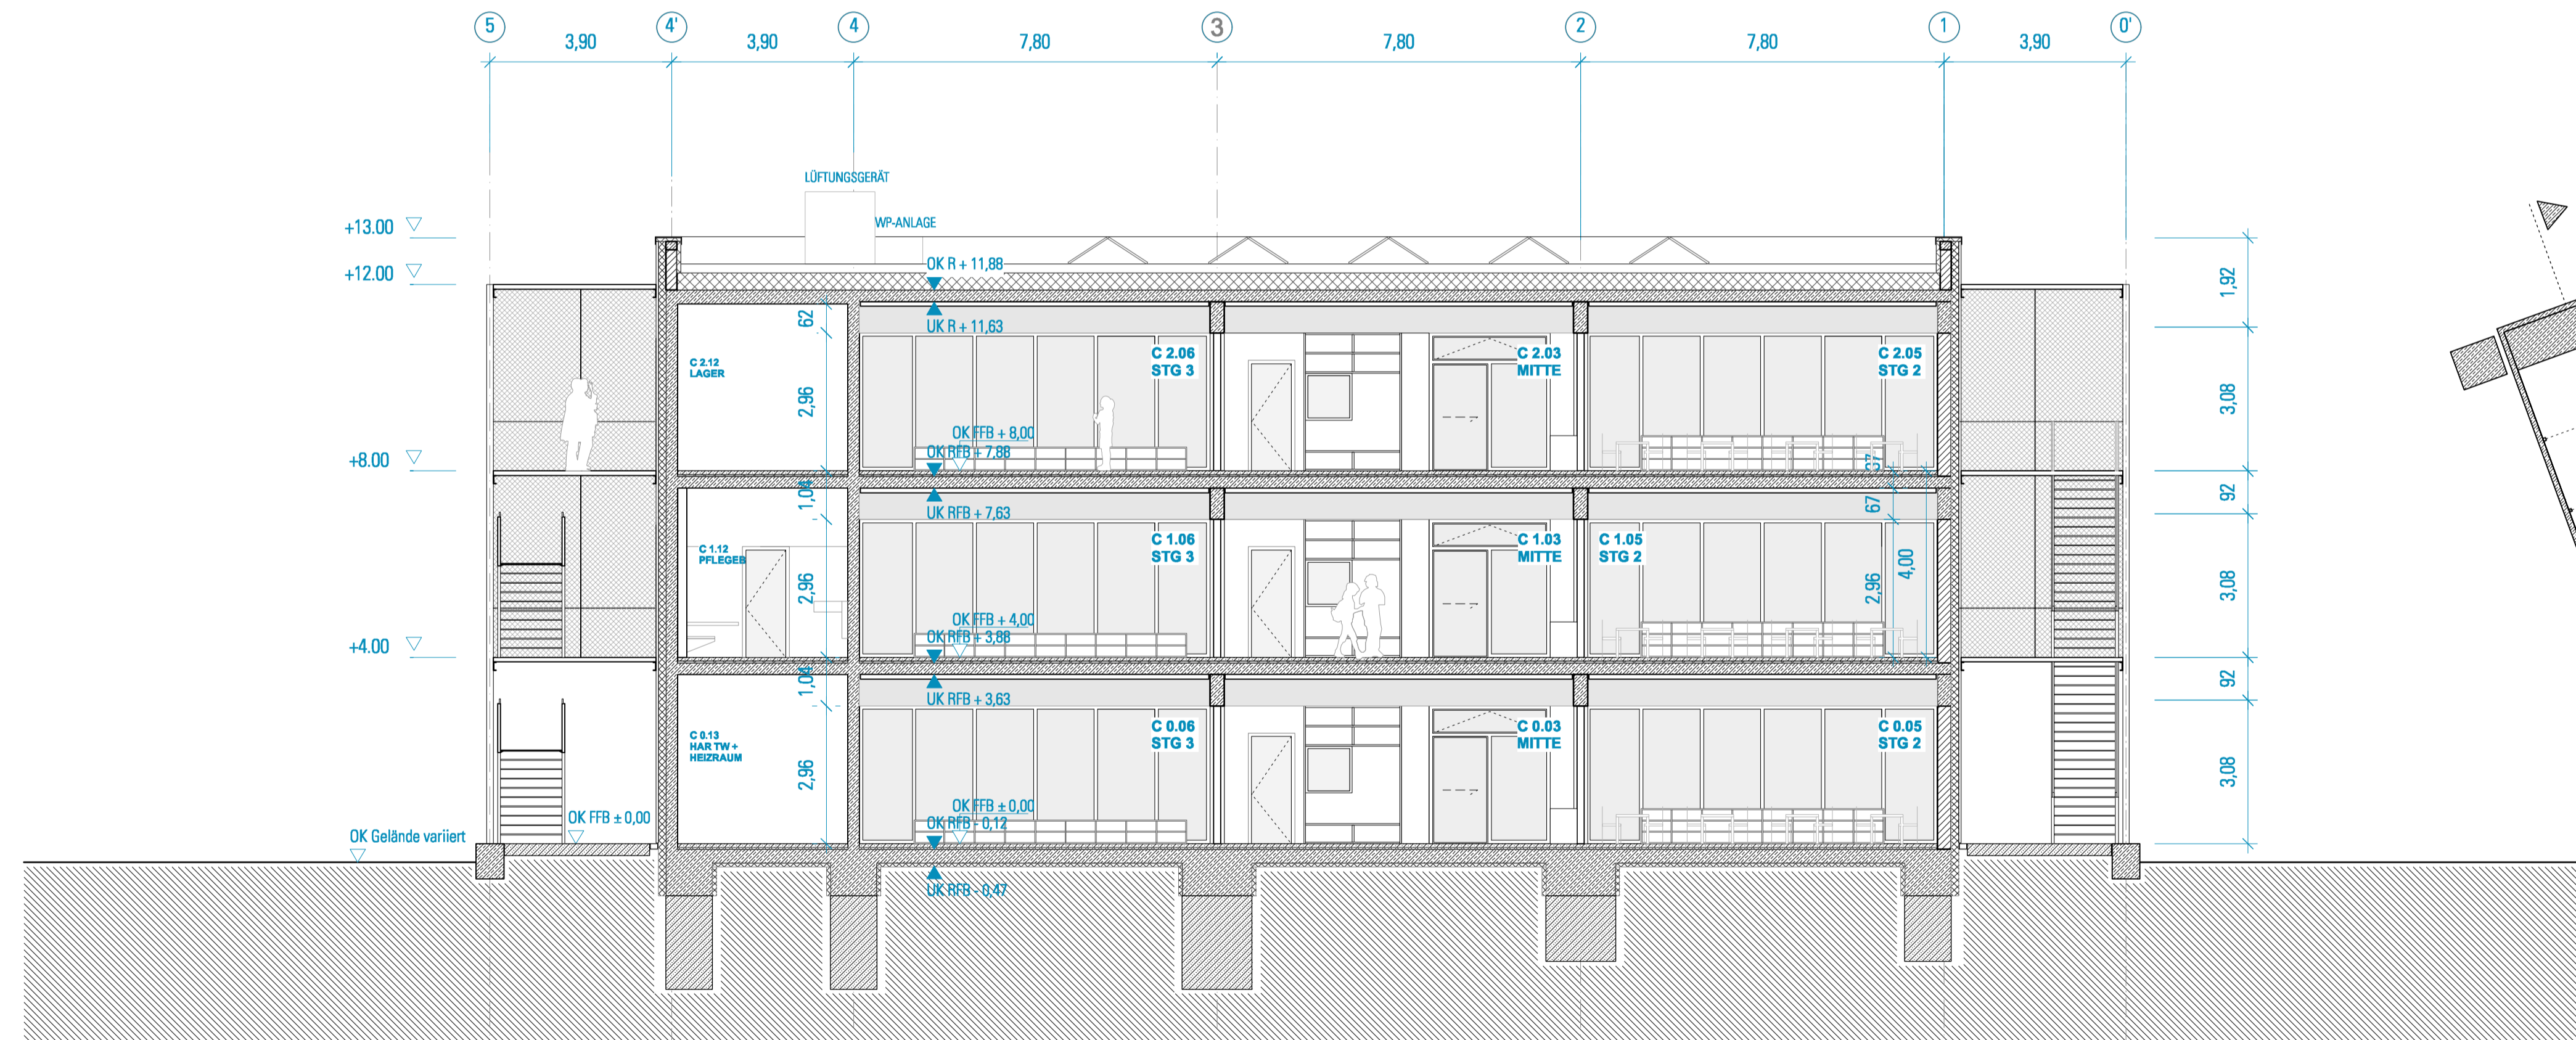 5
4'
4
3
2
1
0'
3,90
3,90
7,80
7,80
7,80
3,90
LÜFTUNGSGERÄT
WP-ANLAGE
+13.00
+12.00
+8.00
+4.00
OK Gelände variiert
OK FFB ± 0,00
OK R + 11,88
UK R + 11,63
62
2,96
C 2.12
LAGER
C 2.06
STG 3
C 2.03
MITTE
C 2.05
STG 2
OK FFB + 8,00
OK RFB + 7,88
UK RFB + 7,63
1,04
37
67
C 1.12
PFLEGEB
2,96
C 1.06
STG 3
C 1.03
MITTE
C 1.05
STG 2
2,96
4,00
OK FFB + 4,00
OK RFB + 3,88
UK RFB + 3,63
1,04
C 0.13
HAR TW +
HEIZRAUM
2,96
C 0.06
STG 3
C 0.03
MITTE
C 0.05
STG 2
OK FFB ± 0,00
OK RFB - 0,12
UK RFB - 0,47
1,92
3,08
92
3,08
92
3,08